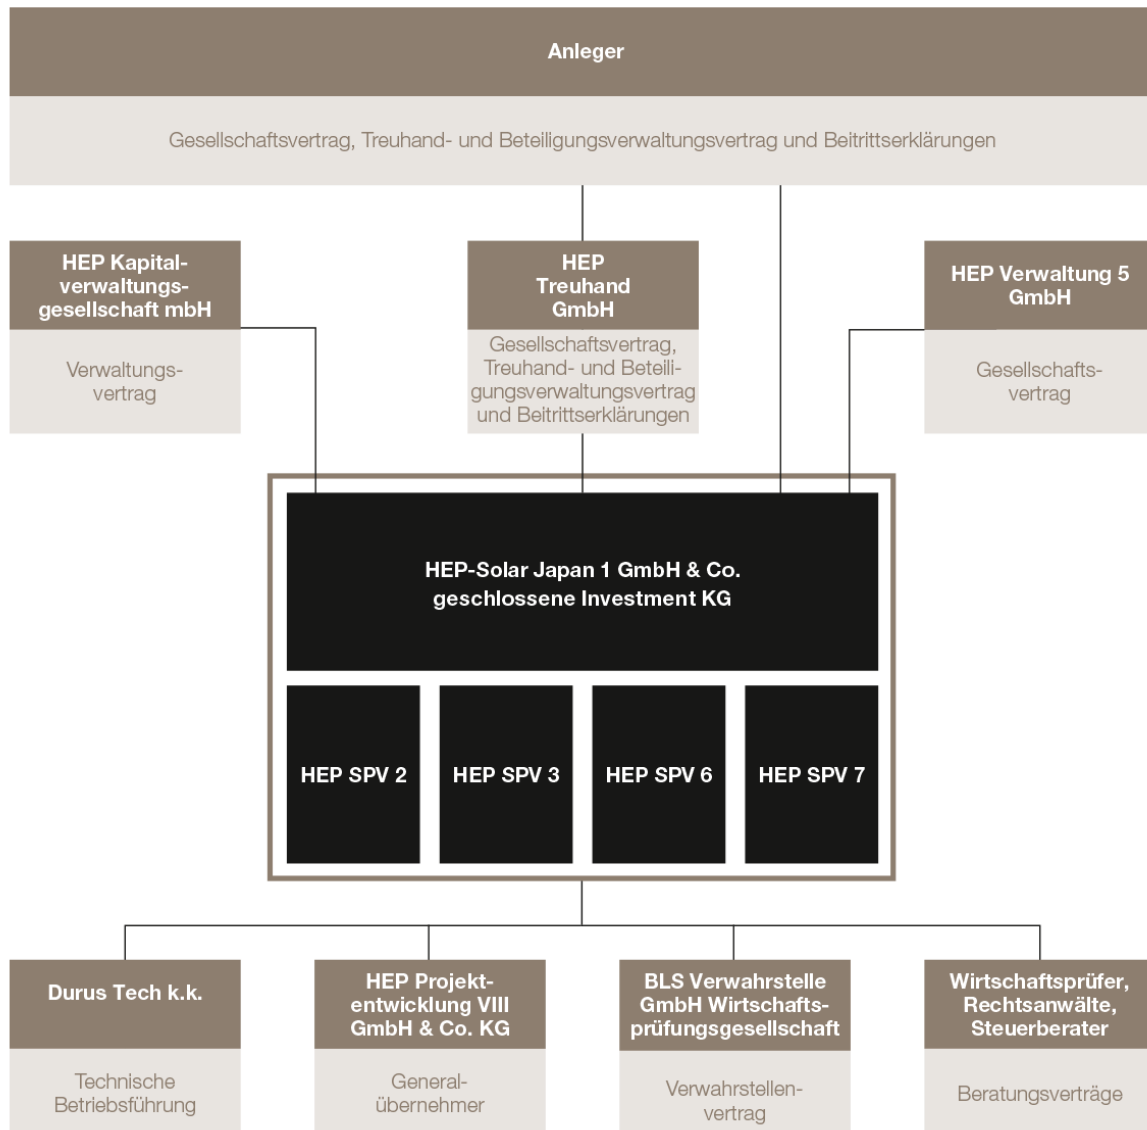 Anleger
Gesellschaftsvertrag, Treuhand- und Beteiligungsverwaltungsvertrag und Beitrittserklärungen
HEP Kapital-
verwaltungs-
gesellschaft mbH
Verwaltungs-
vertrag
HEP
Treuhand
GmbH
Gesellschaftsvertrag,
Treuhand- und Beteili-
gungsverwaltungsvertrag
und Beitrittserklärungen
HEP Verwaltung 5
GmbH
Gesellschafts-
vertrag
HEP-Solar Japan 1 GmbH & Co.
geschlossene Investment KG
HEP SPV 2
HEP SPV 3
HEP SPV 6
HEP SPV 7
Durus Tech k.k.
Technische
Betriebsführung
HEP Projekt-
entwicklung VIII
GmbH & Co. KG
General-
übernehmer
BLS Verwahrstelle
GmbH Wirtschafts-
prüfungsgesellschaft
Verwahrstellen-
vertrag
Wirtschaftsprüfer,
Rechtsanwälte,
Steuerberater
Beratungsverträge